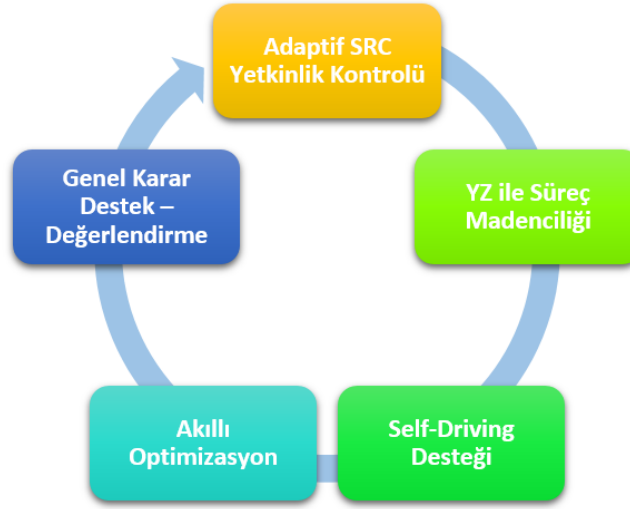 Adaptif SRC
Yetkinlik Kontrolü
YZ ile Süreç
Madenciliği
Self-Driving
Desteği
Akıllı
Optimizasyon
Genel Karar
Destek –
Değerlendirme